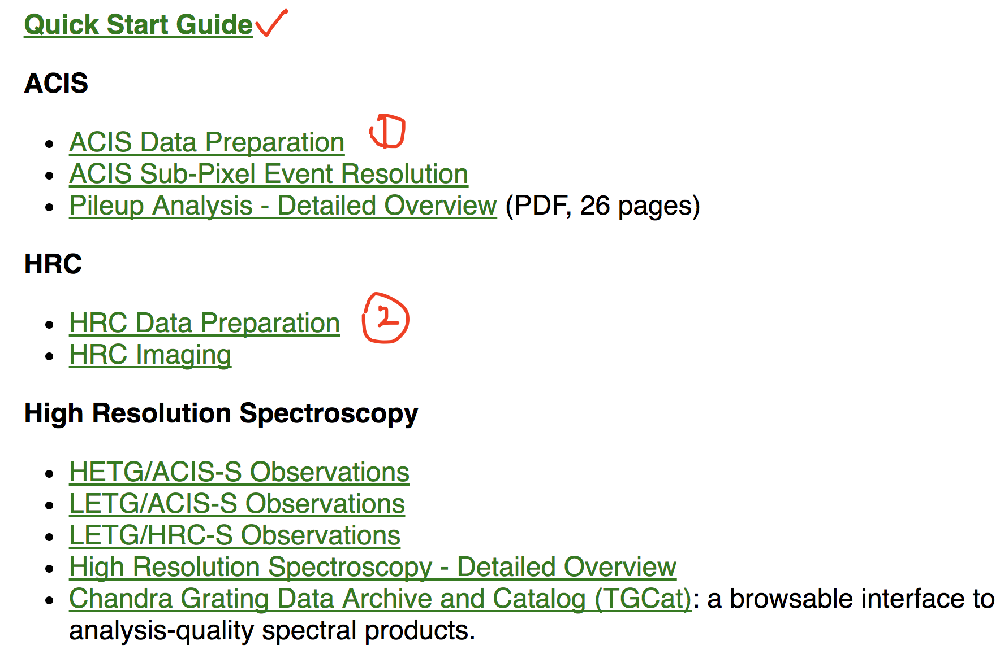 Quick Start Guide ✓
ACIS
• ACIS Data Preparation 1
• ACIS Sub-Pixel Event Resolution
• Pileup Analysis - Detailed Overview (PDF, 26 pages)
HRC
• HRC Data Preparation 2
• HRC Imaging
High Resolution Spectroscopy
• HETG/ACIS-S Observations
• LETG/ACIS-S Observations
• LETG/HRC-S Observations
• High Resolution Spectroscopy - Detailed Overview
• Chandra Grating Data Archive and Catalog (TGCat): a browsable interface to
analysis-quality spectral products.